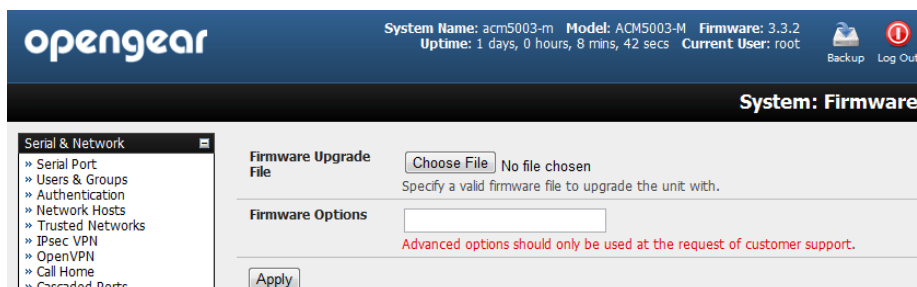 opengear
System Name: acm5003-m Model: ACM5003-M Firmware: 3.3.2
Uptime: 1 days, 0 hours, 8 mins, 42 secs Current User: root
Backup
Log Out
System: Firmware
Serial & Network
» Serial Port
» Users & Groups
» Authentication
» Network Hosts
» Trusted Networks
» IPsec VPN
» OpenVPN
» Call Home
» Cascaded Ports
Firmware Upgrade
File
Choose File No file chosen
Specify a valid firmware file to upgrade the unit with.
Firmware Options
Advanced options should only be used at the request of customer support.
Apply